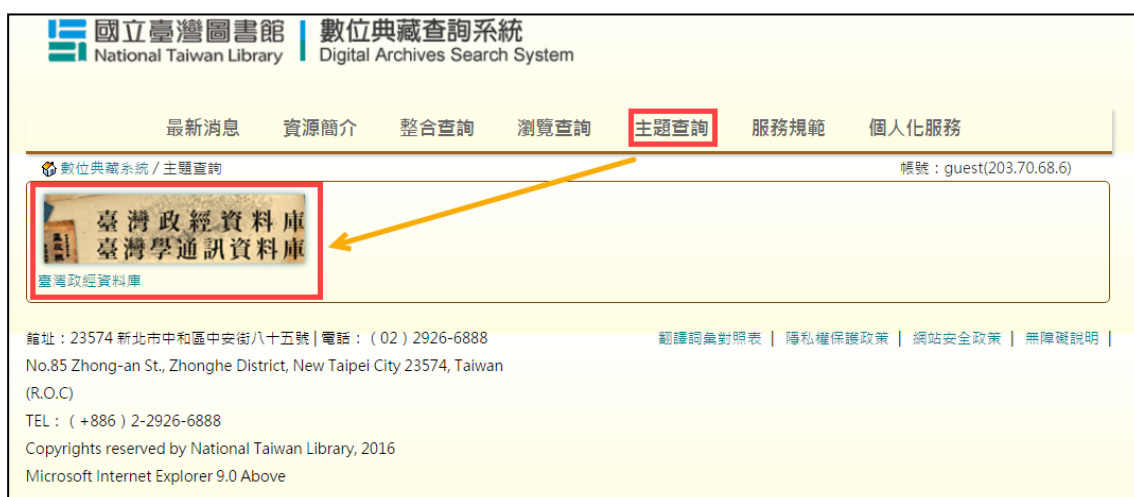 國立臺灣圖書館 數位典藏查詢系統
National Taiwan Library Digital Archives Search System
最新消息 資源簡介 整合查詢 瀏覽查詢 主題查詢 服務規範 個人化服務
數位典藏系統 / 主題查詢 帳號：guest(203.70.68.6)
臺灣政經資料庫
臺灣學通訊資料庫
臺灣政經資料庫
館址：23574 新北市中和區中安街八十五號 | 電話：（02）2926-6888 翻譯詞彙對照表 | 隱私權保護政策 | 網站安全政策 | 無障礙說明 |
No.85 Zhong-an St., Zhonghe District, New Taipei City 23574, Taiwan
(R.O.C)
TEL：（+886）2-2926-6888
Copyrights reserved by National Taiwan Library, 2016
Microsoft Internet Explorer 9.0 Above